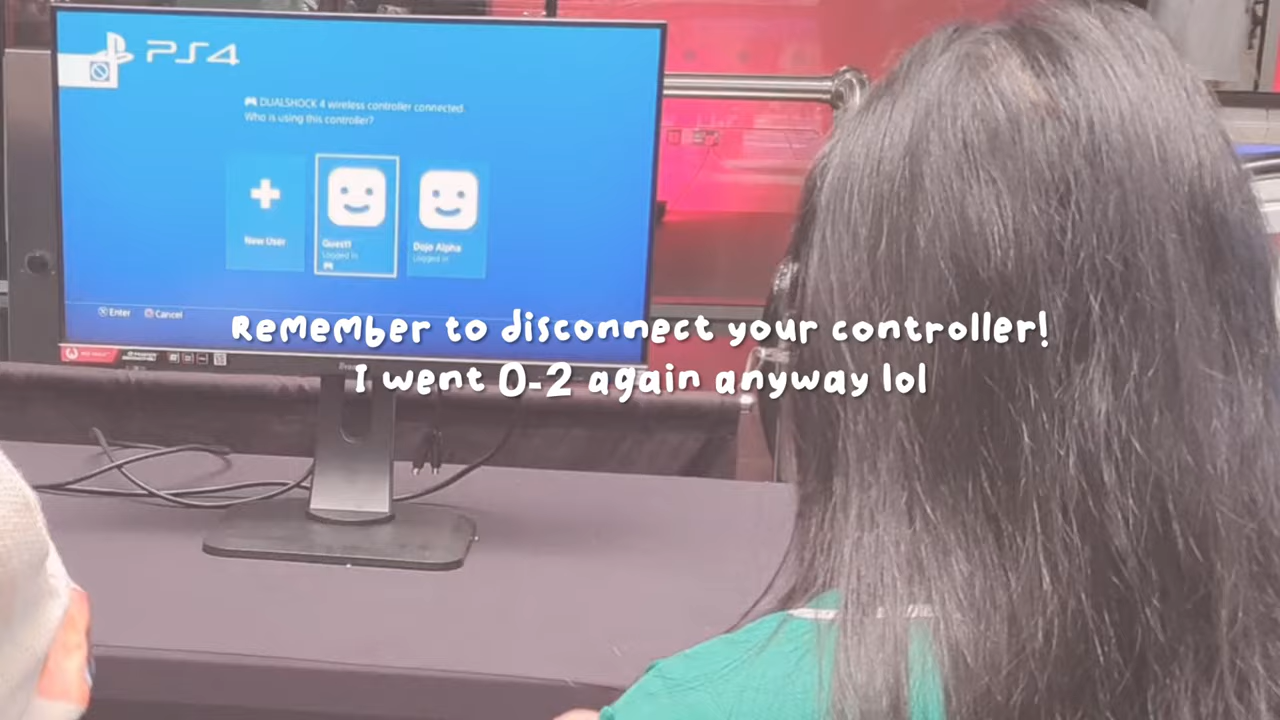 PS4
DUALSHOCK 4 wireless controller connected.
Who is using this controller?
New User
Guest1
Logged in
Dojo Alpha
Logged in
Enter
Cancel
Remember to disconnect your controller!
I went 0-2 again anyway lol